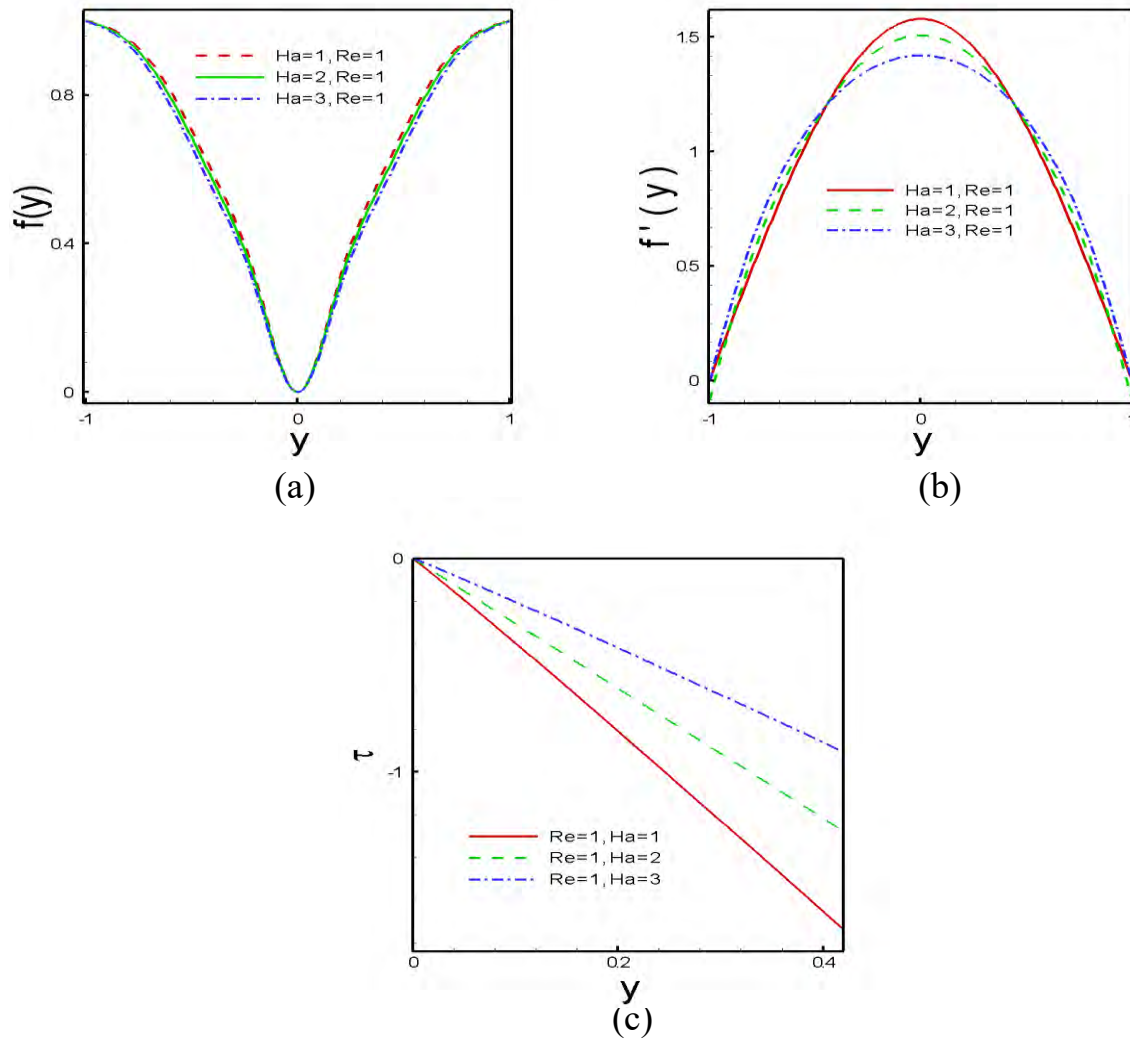 Ha=1,Re=1
Ha=2,Re=1
Ha=3,Re=1
0.8
0.4
0
f(y)
-1
0
1
y
(a)
1.5
1
0.5
0
f ' ( y )
Ha=1,Re=1
Ha=2,Re=1
Ha=3,Re=1
-1
0
1
y
(b)
0
-1
τ
Re=1,Ha=1
Re=1,Ha=2
Re=1,Ha=3
0
0.2
0.4
y
(c)